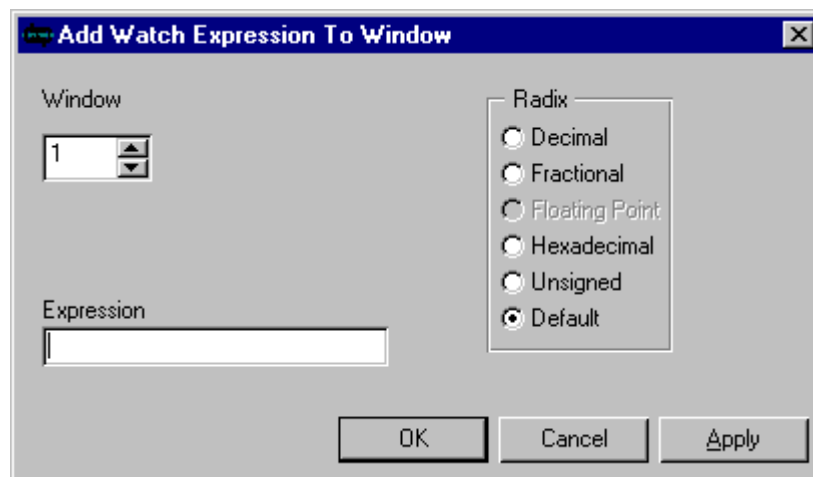 Add Watch Expression To Window
Window
1
Radix
Decimal
Fractional
Floating Point
Hexadecimal
Unsigned
Default
Expression
OK
Cancel
Apply